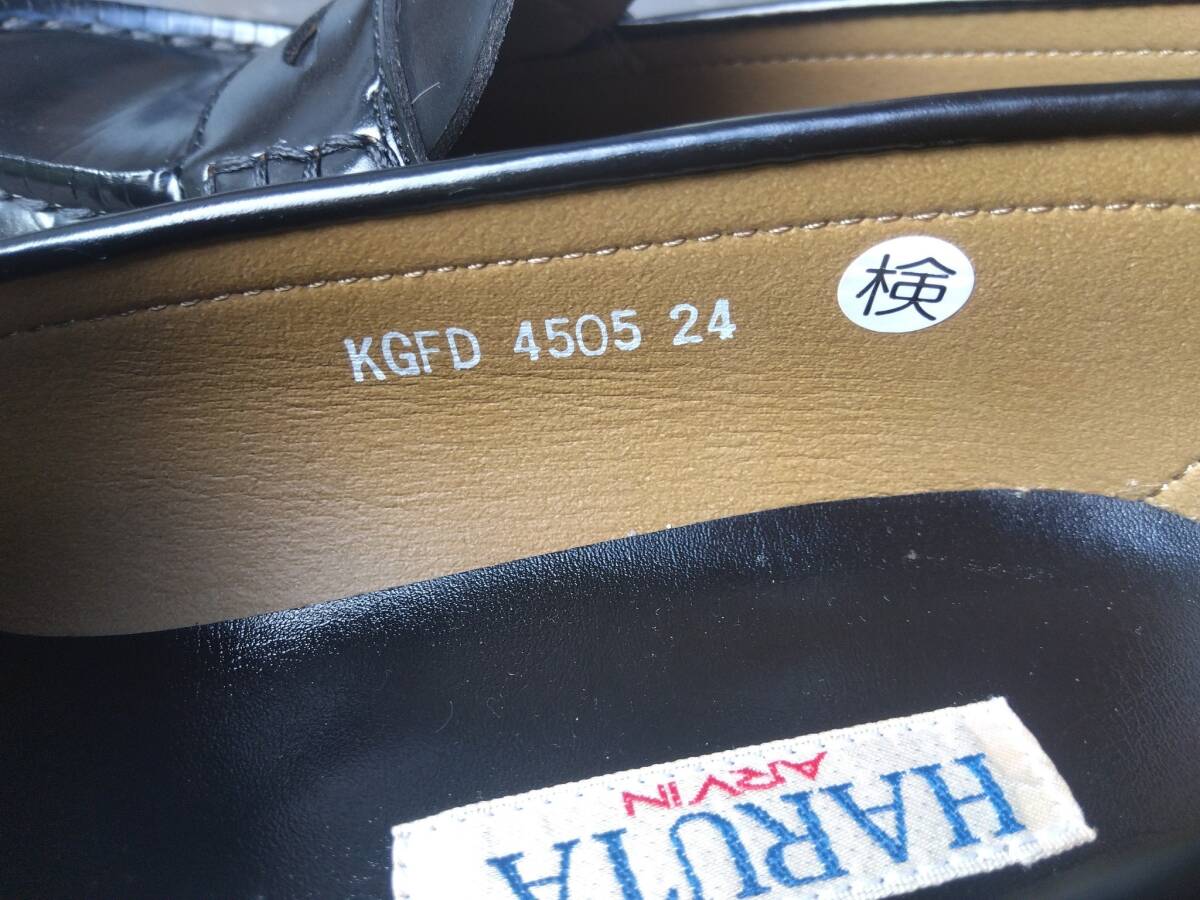 KGFD 4505 24
検
HARUTA
ARVIN